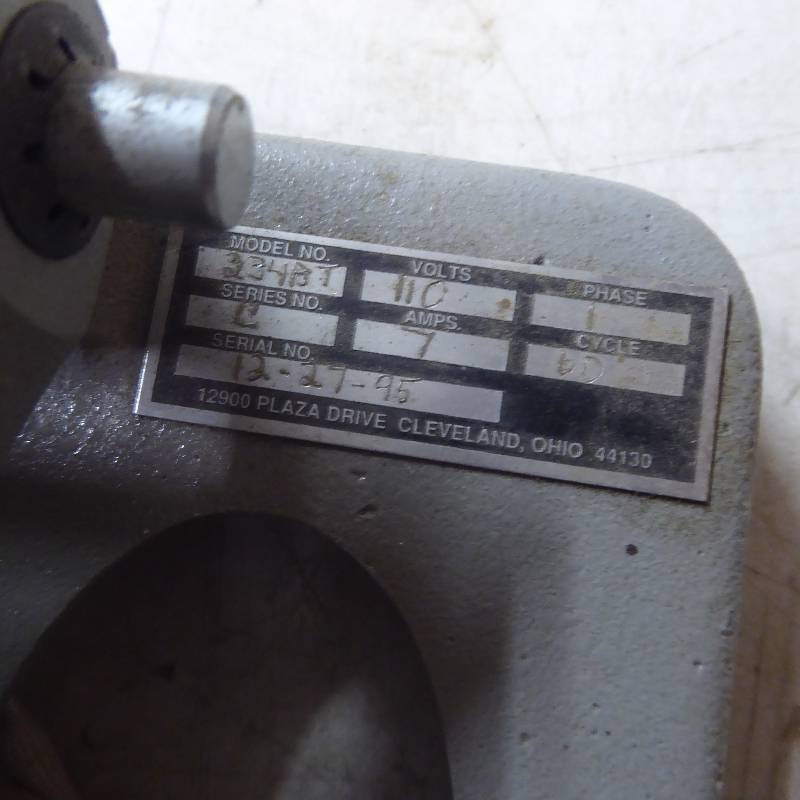 MODEL NO. VOLTS PHASE
234BT 110 1
SERIES NO. AMPS. CYCLE
C 7 60
SERIAL NO.
12-27-95
12900 PLAZA DRIVE CLEVELAND, OHIO 44130